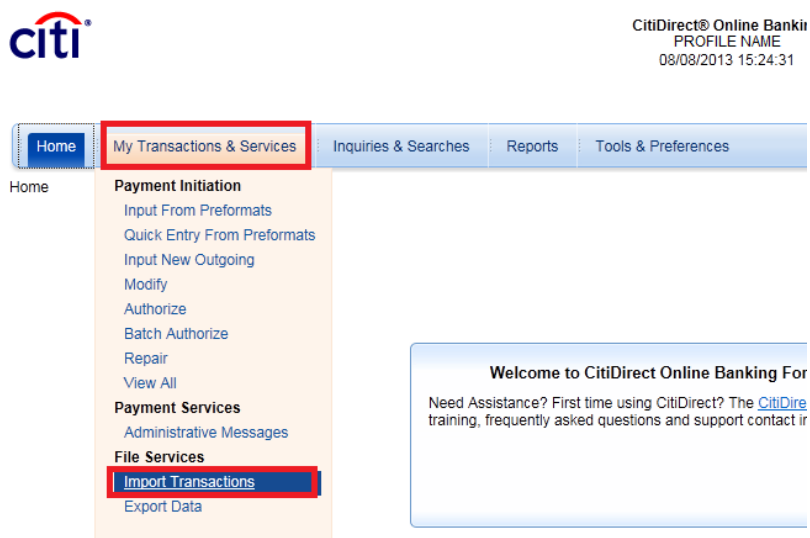 citi®
CitiDirect® Online Bankin
PROFILE NAME
08/08/2013 15:24:31
Home My Transactions & Services Inquiries & Searches Reports Tools & Preferences
Home
Payment Initiation
Input From Preformats
Quick Entry From Preformats
Input New Outgoing
Modify
Authorize
Batch Authorize
Repair
View All
Payment Services
Administrative Messages
File Services
Import Transactions
Export Data
Welcome to CitiDirect Online Banking For
Need Assistance? First time using CitiDirect? The CitiDire
training, frequently asked questions and support contact in